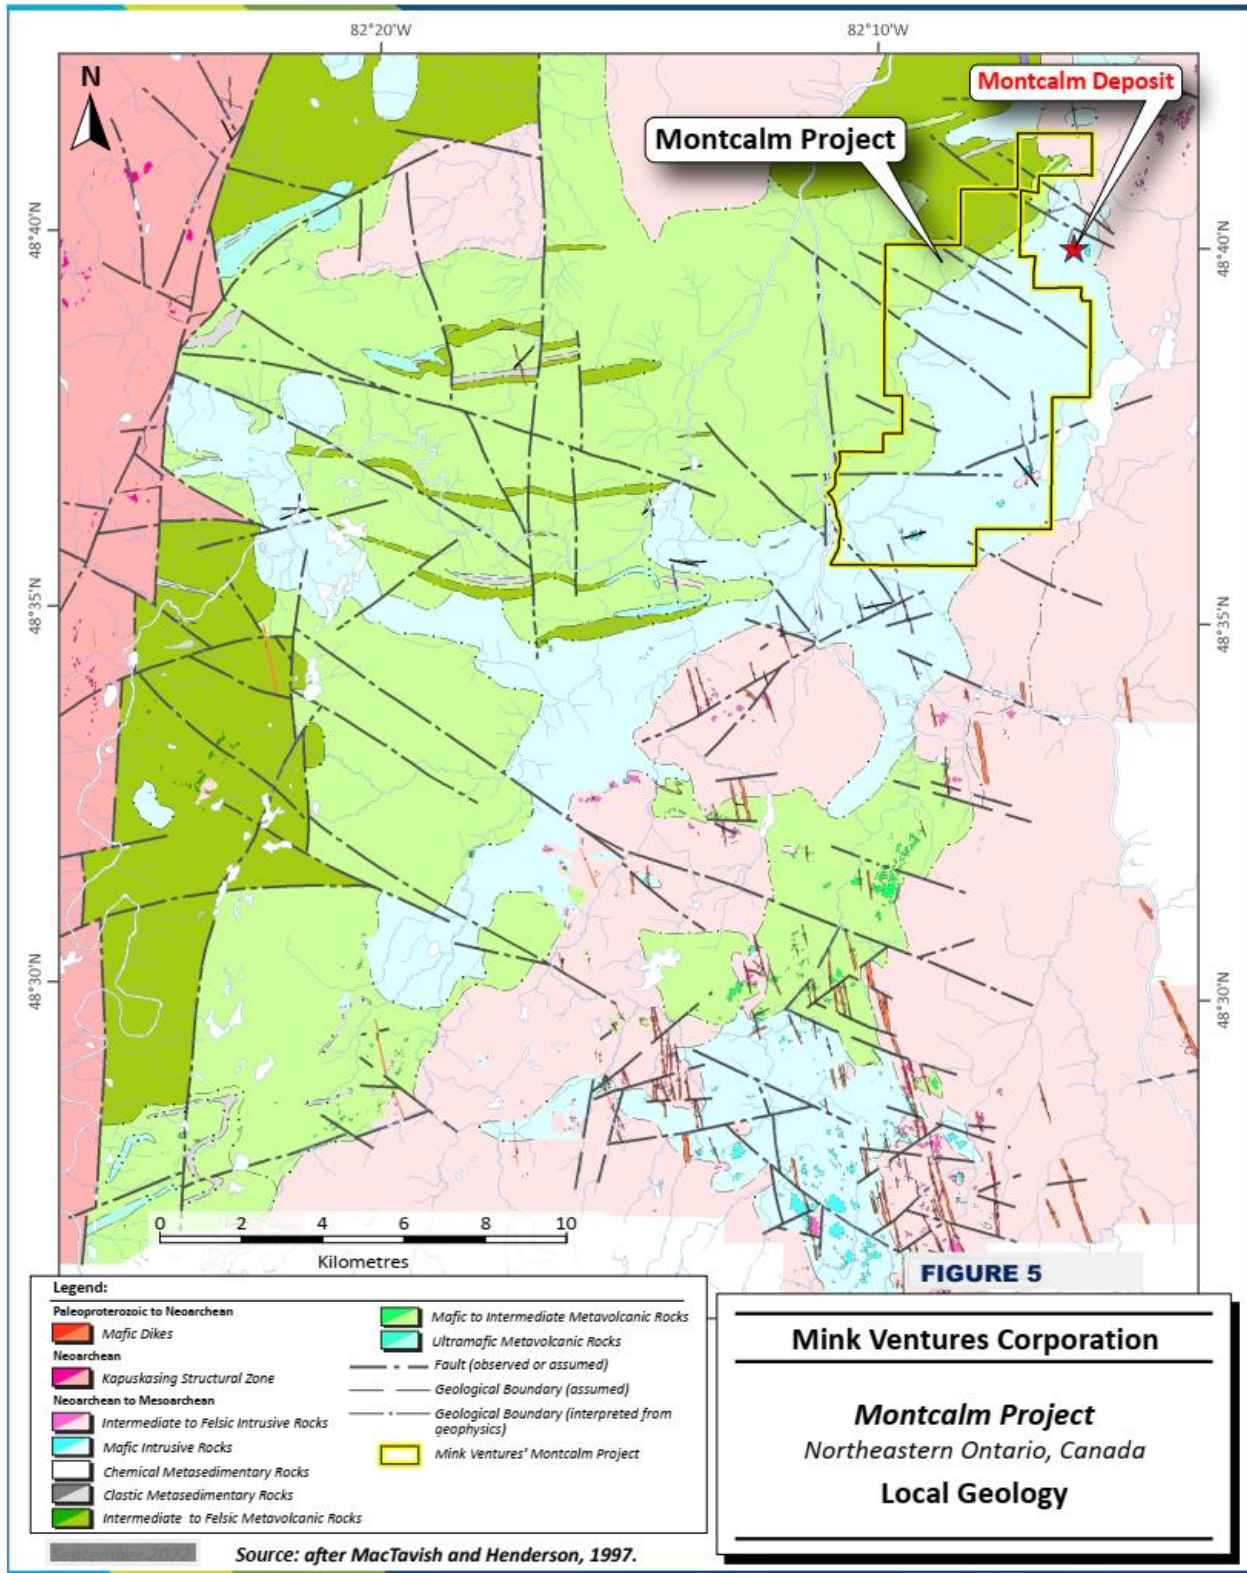 82°20'W
82°10'W
N
Montcalm Deposit
Montcalm Project
48°40'N
48°40'N
48°35'N
48°35'N
48°30'N
48°30'N
0 2 4 6 8 10
Kilometres
FIGURE 5
Legend:
Paleoproterozoic to Neoarchean
Mafic Dikes
Neoarchean
Kapuskasing Structural Zone
Neoarchean to Mesoarchean
Intermediate to Felsic Intrusive Rocks
Mafic Intrusive Rocks
Chemical Metasedimentary Rocks
Clastic Metasedimentary Rocks
Intermediate to Felsic Metavolcanic Rocks
Mafic to Intermediate Metavolcanic Rocks
Ultramafic Metavolcanic Rocks
Fault (observed or assumed)
Geological Boundary (assumed)
Geological Boundary (interpreted from
geophysics)
Mink Ventures' Montcalm Project
Mink Ventures Corporation
Montcalm Project
Northeastern Ontario, Canada
Local Geology
September 2022
Source: after MacTavish and Henderson, 1997.